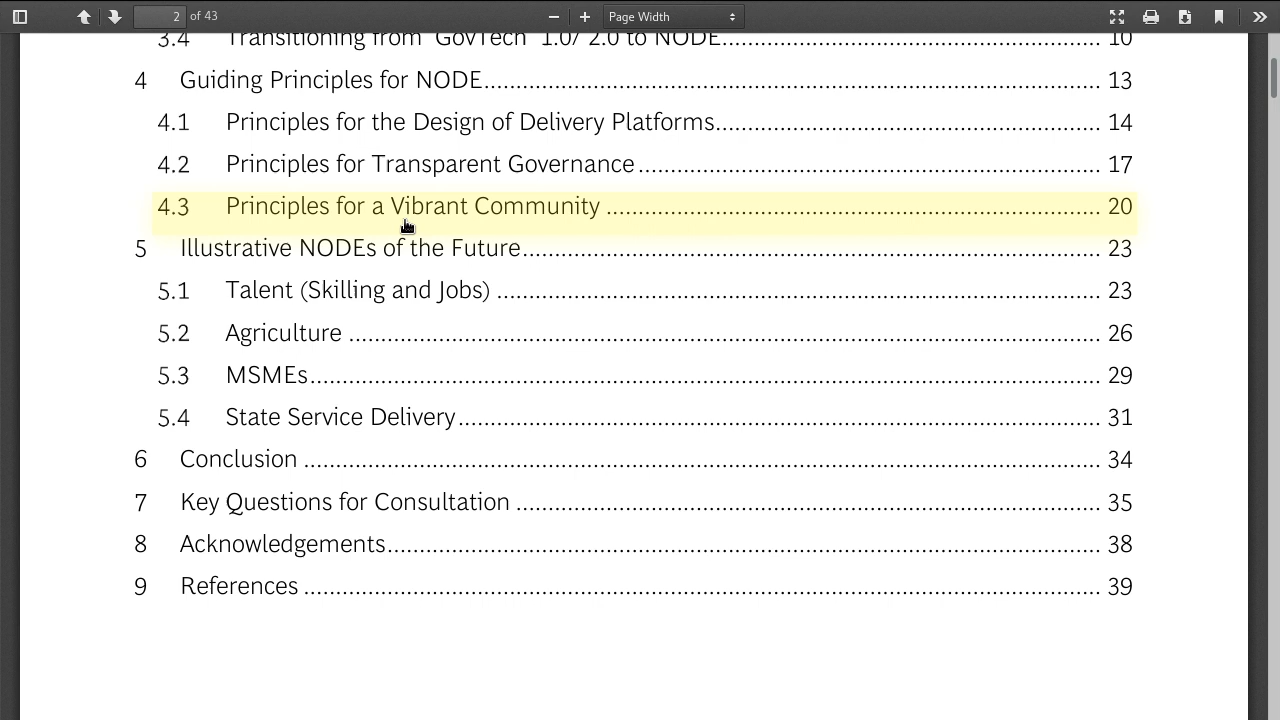 2 of 43 Page Width
3.4 Transitioning from 'GovTech' 1.0/ 2.0 to NODE 10
4 Guiding Principles for NODE 13
4.1 Principles for the Design of Delivery Platforms 14
4.2 Principles for Transparent Governance 17
4.3 Principles for a Vibrant Community 20
5 Illustrative NODEs of the Future 23
5.1 Talent (Skilling and Jobs) 23
5.2 Agriculture 26
5.3 MSMEs 29
5.4 State Service Delivery 31
6 Conclusion 34
7 Key Questions for Consultation 35
8 Acknowledgements 38
9 References 39